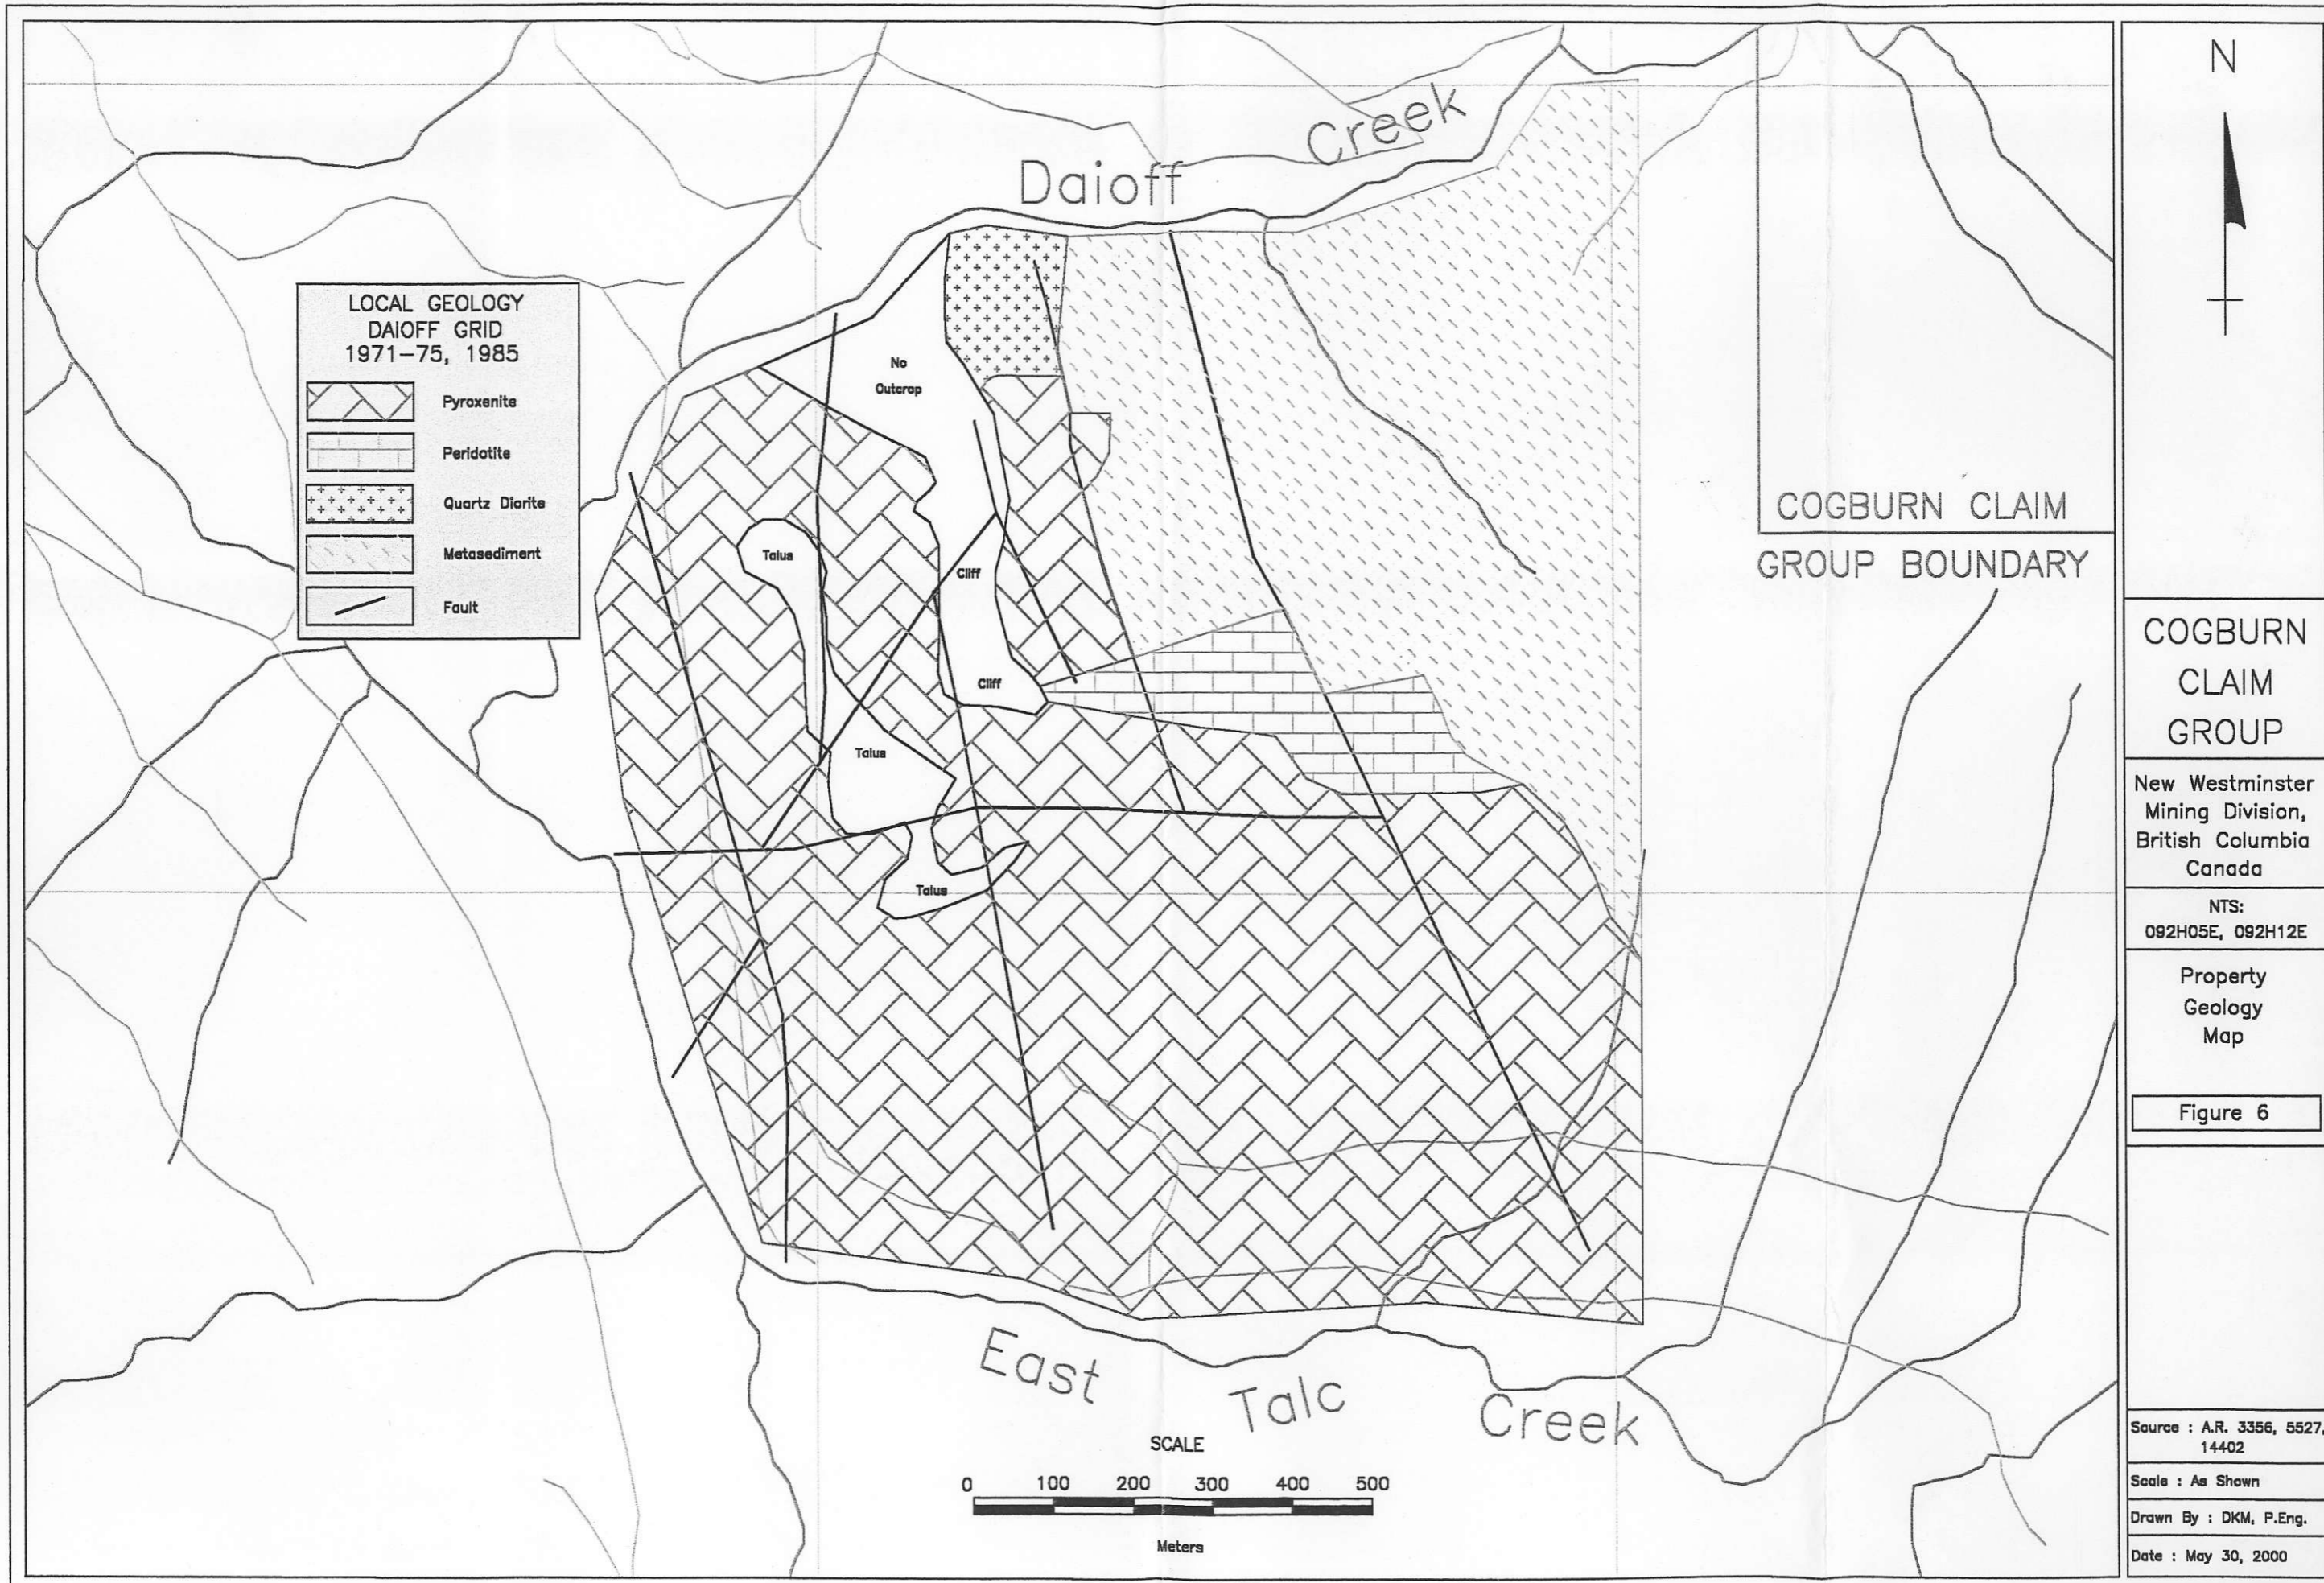 Daioff Creek
LOCAL GEOLOGY
DAIOFF GRID
1971-75, 1985
Pyroxenite
Peridotite
Quartz Diorite
Metasediment
Fault
No
Outcrop
Talus
Cliff
Cliff
Talus
Talus
COGBURN CLAIM
GROUP BOUNDARY
East Talc Creek
SCALE
0 100 200 300 400 500
Meters
N
COGBURN
CLAIM
GROUP
New Westminster
Mining Division,
British Columbia
Canada
NTS:
092H05E, 092H12E
Property
Geology
Map
Figure 6
Source : A.R. 3356, 5527,
14402
Scale : As Shown
Drawn By : DKM, P.Eng.
Date : May 30, 2000